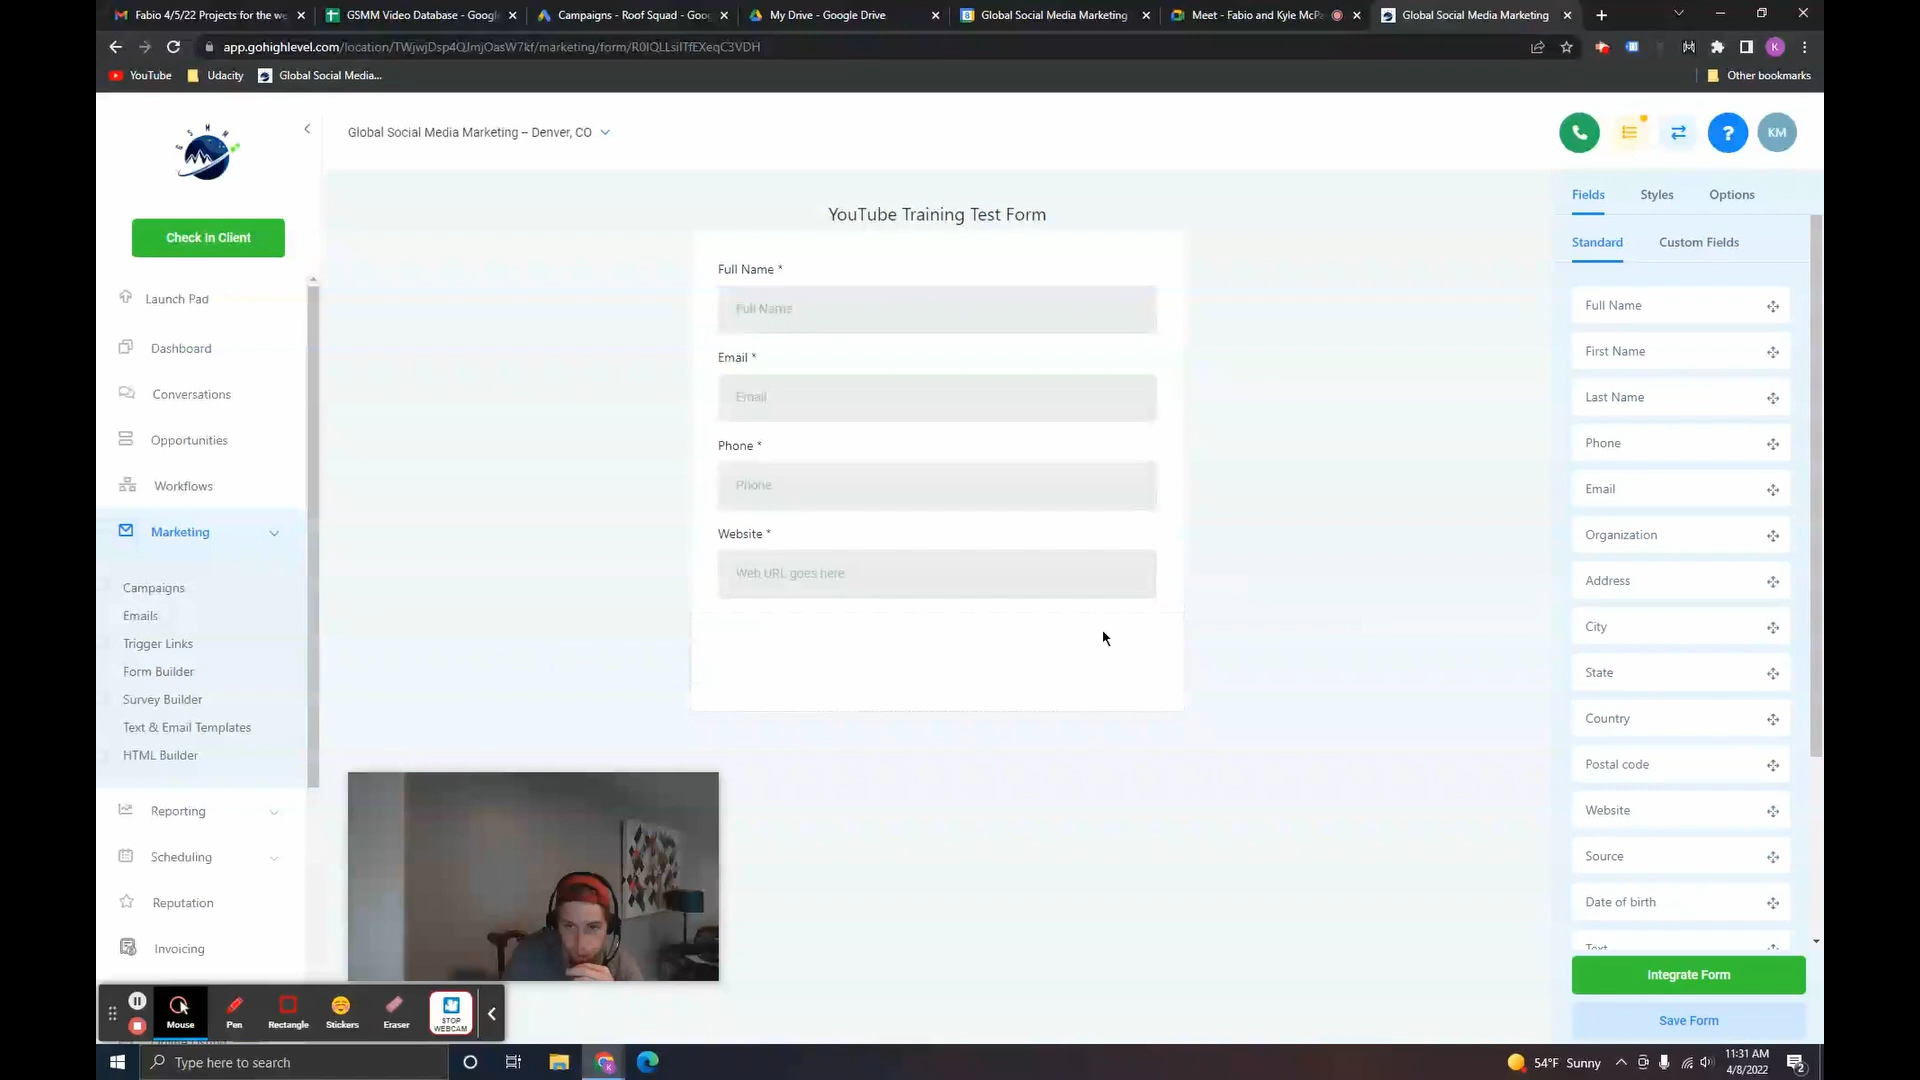 Fabio 4/5/22 Projects for the we
GSMM Video Database - Googl
Campaigns - Roof Squad - Goog
My Drive - Google Drive
Global Social Media Marketing
Meet - Fabio and Kyle McPa
Global Social Media Marketing
app.gohighlevel.com/location/TWjwjDsp4QJmjOasW7kf/marketing/form/R0IQLLsiITfEXeqC3VDH
K
YouTube
Udacity
Global Social Media...
Other bookmarks
Global Social Media Marketing -- Denver, CO
?
KM
Check In Client
Launch Pad
Dashboard
Conversations
Opportunities
Workflows
Marketing
Campaigns
Emails
Trigger Links
Form Builder
Survey Builder
Text & Email Templates
HTML Builder
Reporting
Scheduling
Reputation
Invoicing
YouTube Training Test Form
Full Name *
Full Name
Email *
Email
Phone *
Phone
Website *
Web URL goes here
Fields
Styles
Options
Standard
Custom Fields
Full Name
First Name
Last Name
Phone
Email
Organization
Address
City
State
Country
Postal code
Website
Source
Date of birth
Text
Integrate Form
Save Form
Mouse
Pen
Rectangle
Stickers
Eraser
STOP
WEBCAM
Type here to search
54°F Sunny
11:31 AM
4/8/2022
2